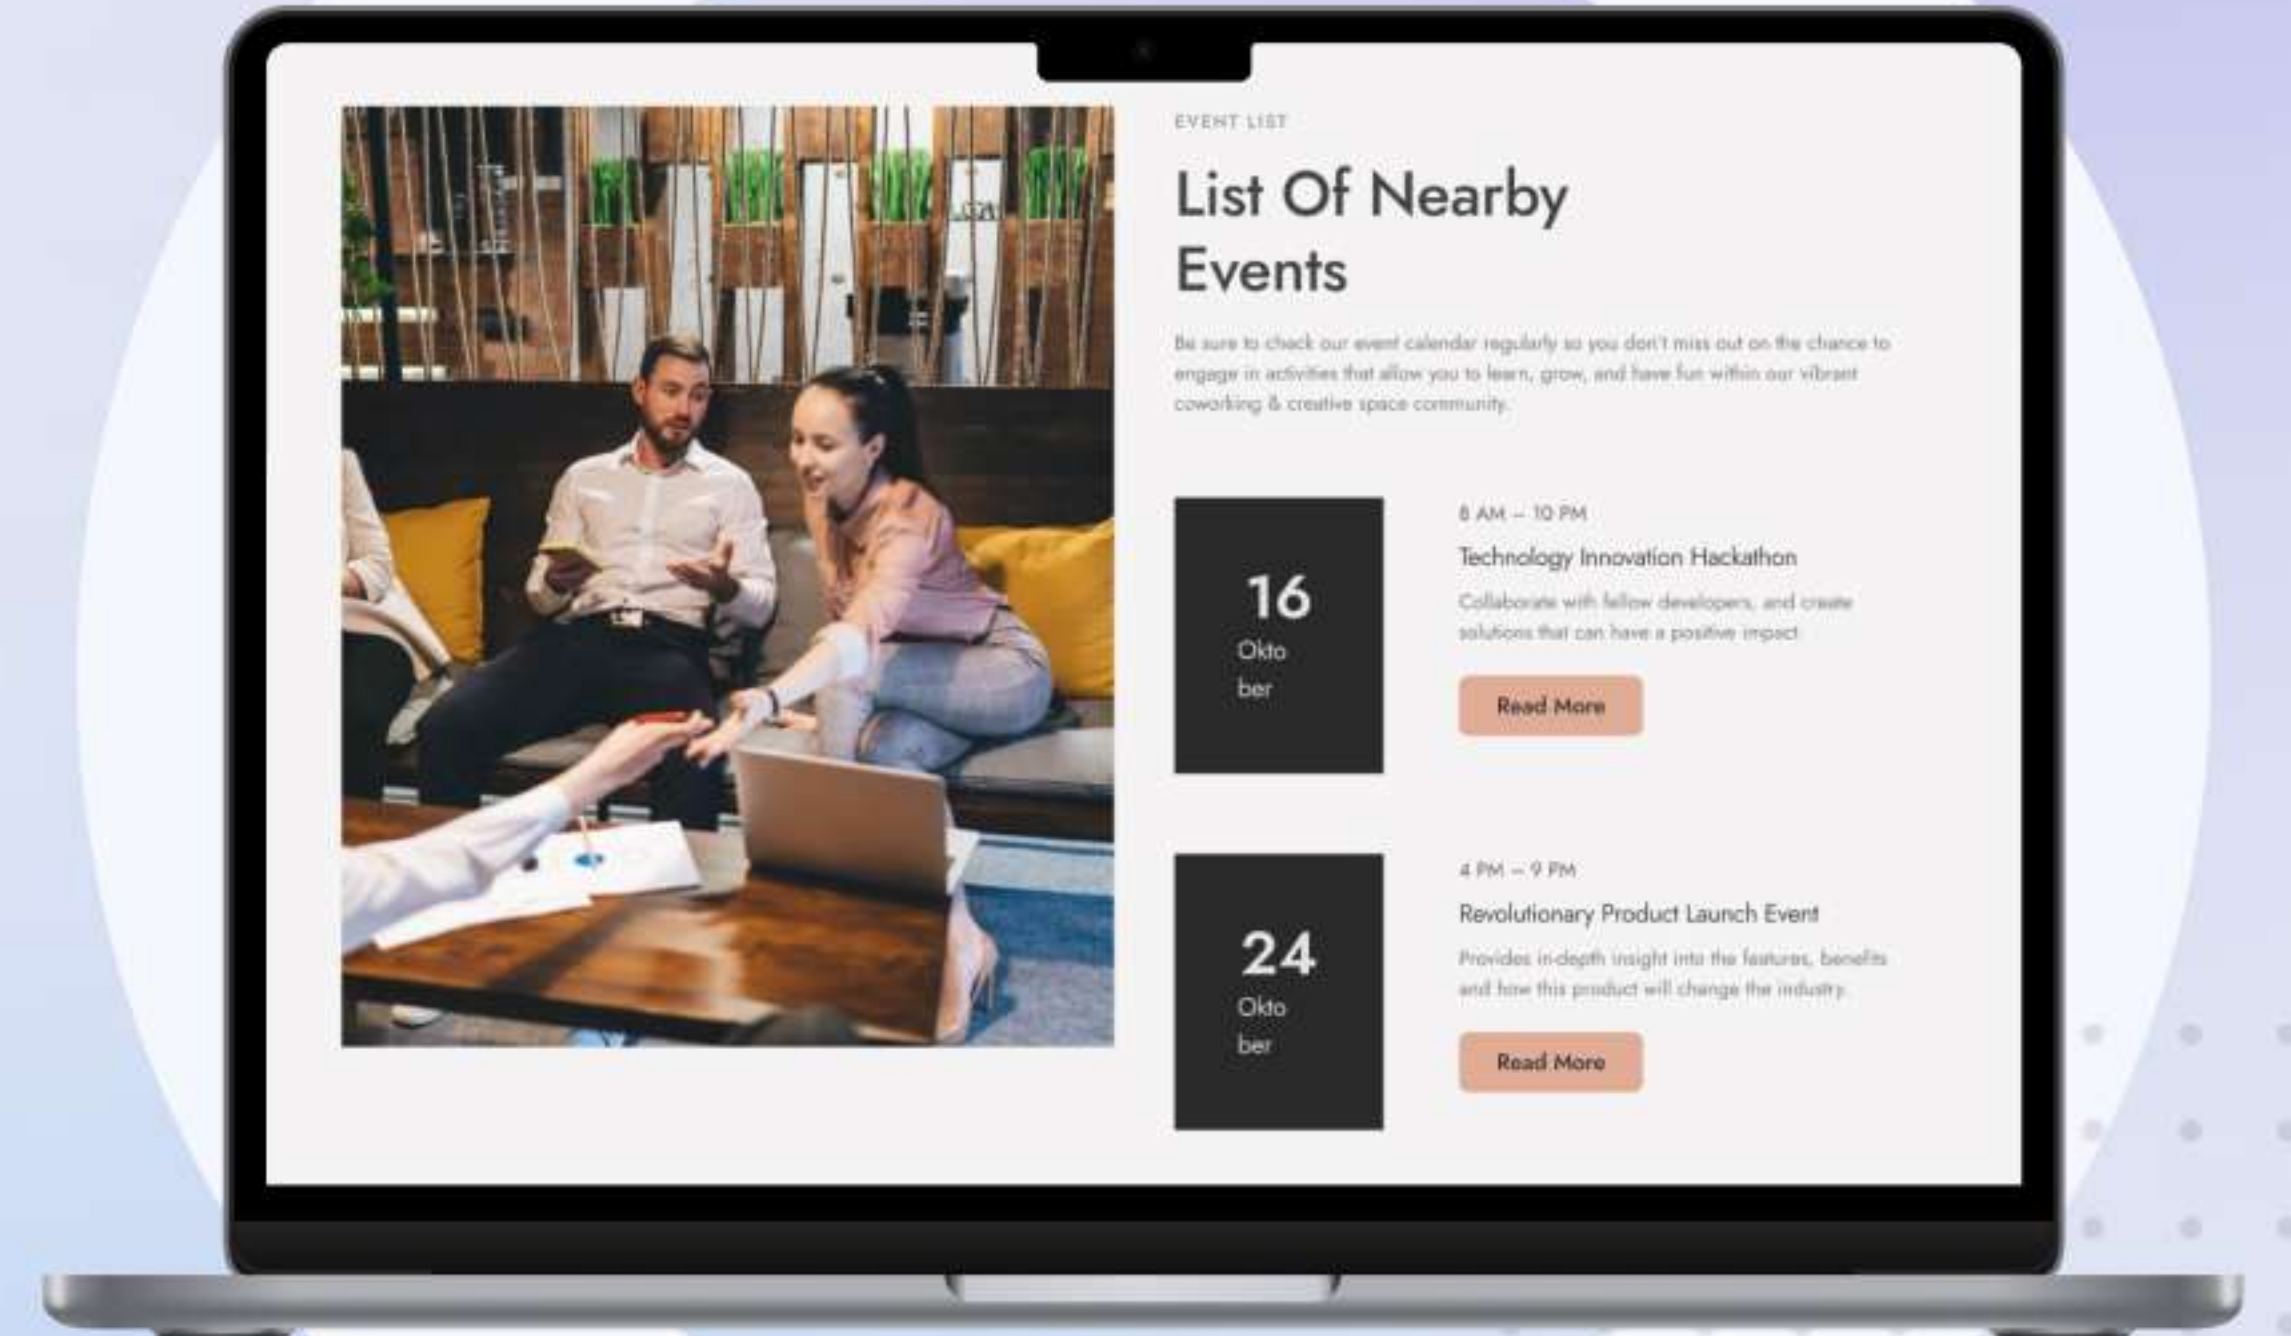 EVENT LIST
List Of Nearby
Events
Be sure to check our event calendar regularly so you don't miss out on the chance to
engage in activities that allow you to learn, grow, and have fun within our vibrant
coworking & creative space community.
16
Okto
ber
8 AM – 10 PM
Technology Innovation Hackathon
Collaborate with fellow developers, and create
solutions that can have a positive impact
Read More
24
Okto
ber
4 PM – 9 PM
Revolutionary Product Launch Event
Provides in-depth insight into the features, benefits
and how this product will change the industry.
Read More